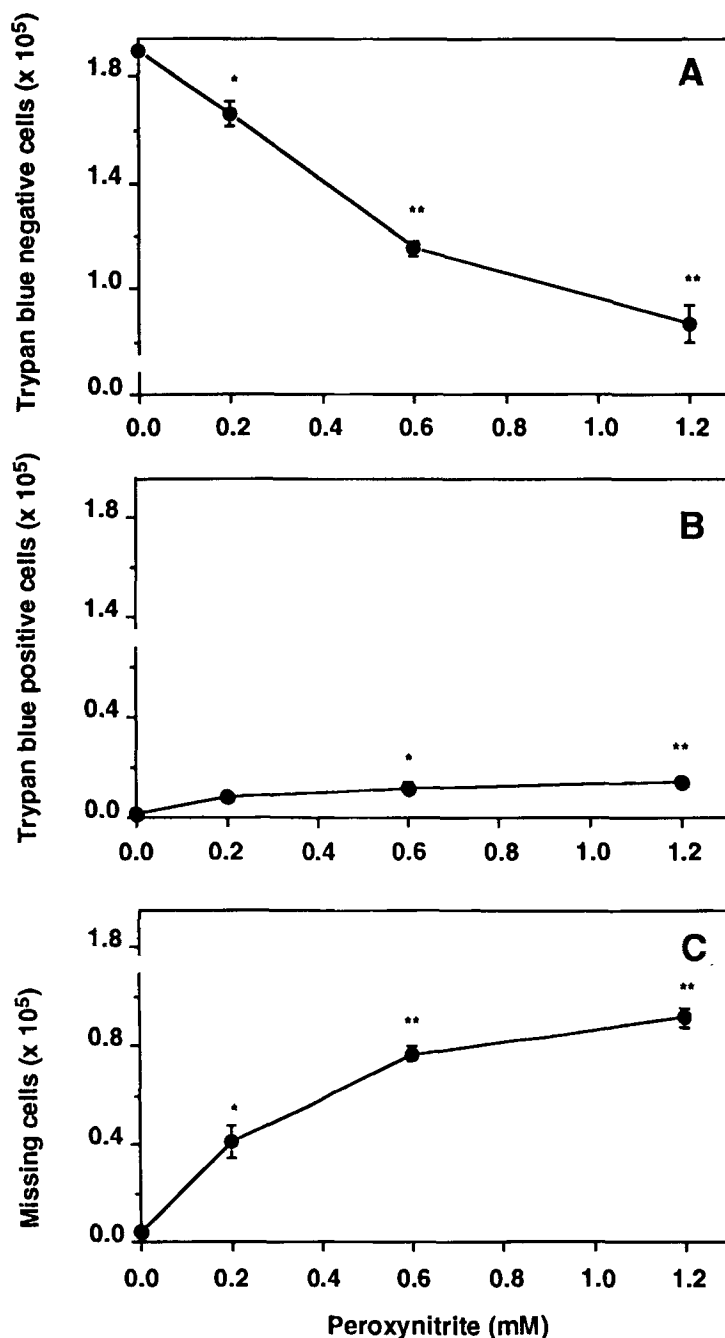 Trypan blue negative cells (x 10⁵)
A
1.8
1.4
1.0
0.0
*
**
**
0.0 0.2 0.4 0.6 0.8 1.0 1.2
Trypan blue positive cells (x 10⁵)
B
1.8
1.4
0.4
0.0
*
**
0.0 0.2 0.4 0.6 0.8 1.0 1.2
Missing cells (x 10⁵)
C
1.8
0.8
0.4
0.0
*
**
**
0.0 0.2 0.4 0.6 0.8 1.0 1.2
Peroxynitrite (mM)